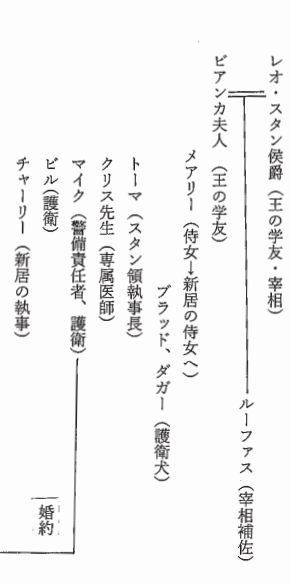 レオ・スタン侯爵（王の学友・宰相）
ルーファス（宰相補佐）
ビアンカ夫人（王の学友）
メアリー（侍女→新居の侍女へ）
ブラッド、ダガー（護衛犬）
トーマ（スタン領執事長）
クリス先生（専属医師）
マイク（警備責任者、護衛）
ビル（護衛）
チャーリー（新居の執事）
婚約